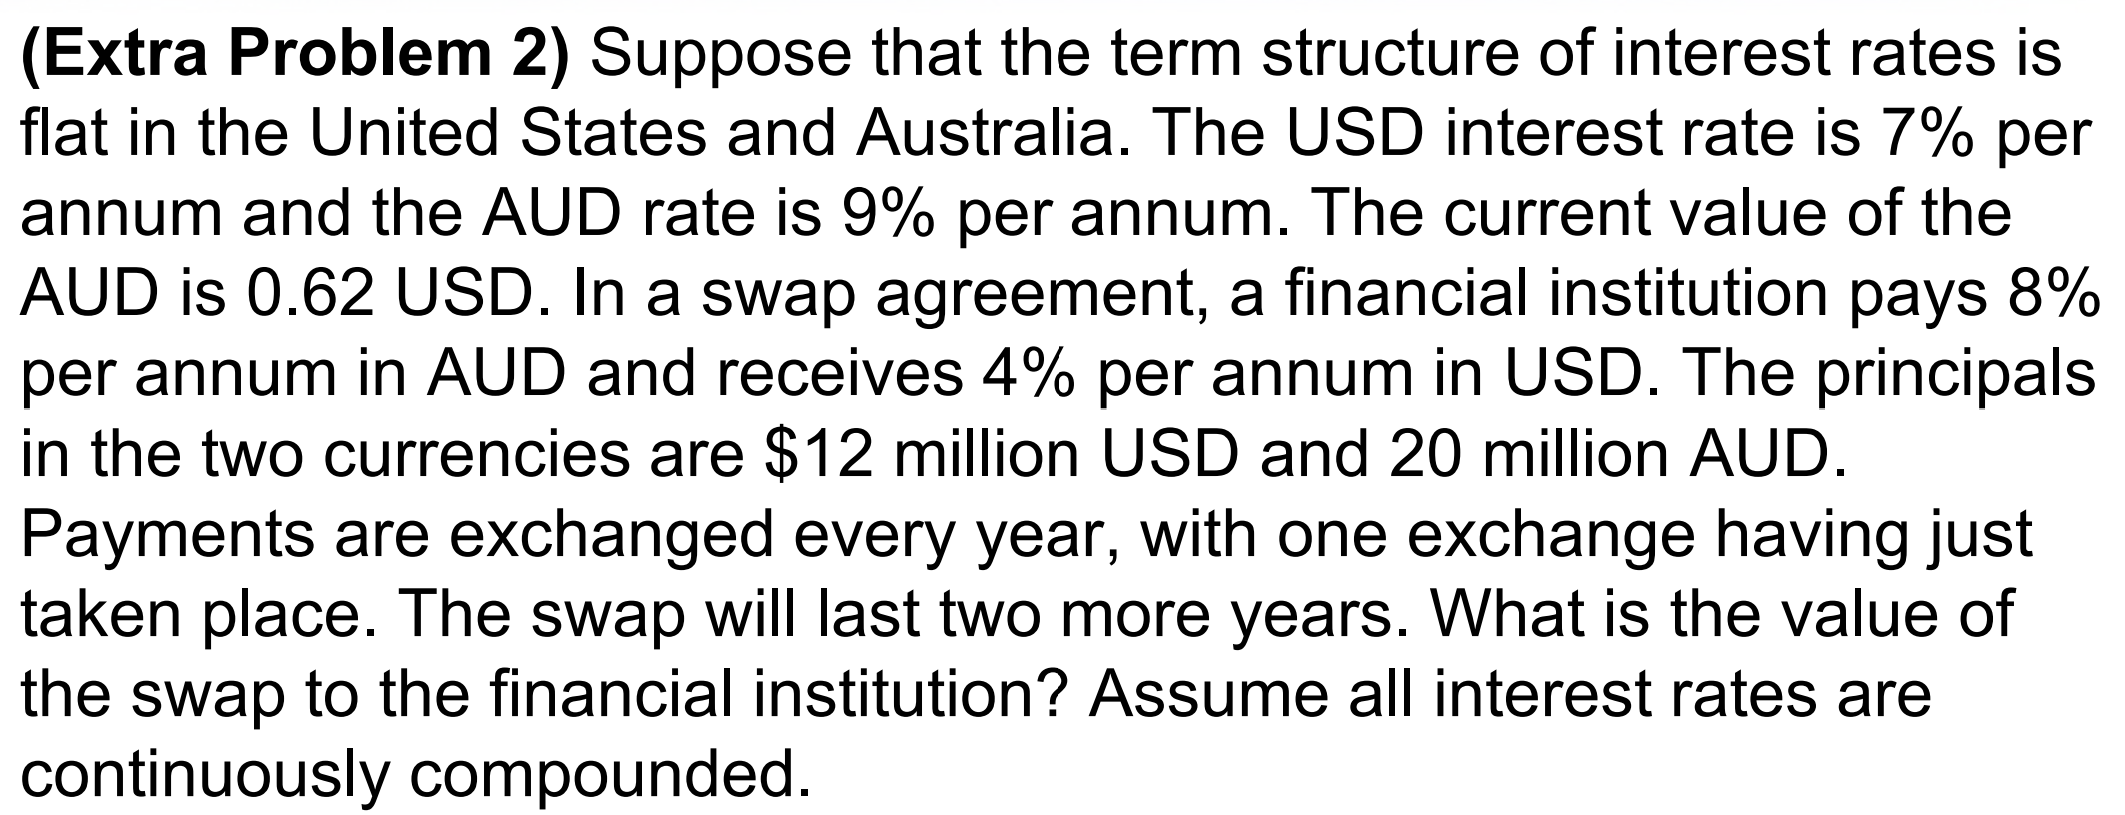 (Extra Problem 2) Suppose that the term structure of interest rates is
flat in the United States and Australia. The USD interest rate is 7% per
annum and the AUD rate is 9% per annum. The current value of the
AUD is 0.62 USD. In a swap agreement, a financial institution pays 8%
per annum in AUD and receives 4% per annum in USD. The principals
in the two currencies are $12 million USD and 20 million AUD.
Payments are exchanged every year, with one exchange having just
taken place. The swap will last two more years. What is the value of
the swap to the financial institution? Assume all interest rates are
continuously compounded.